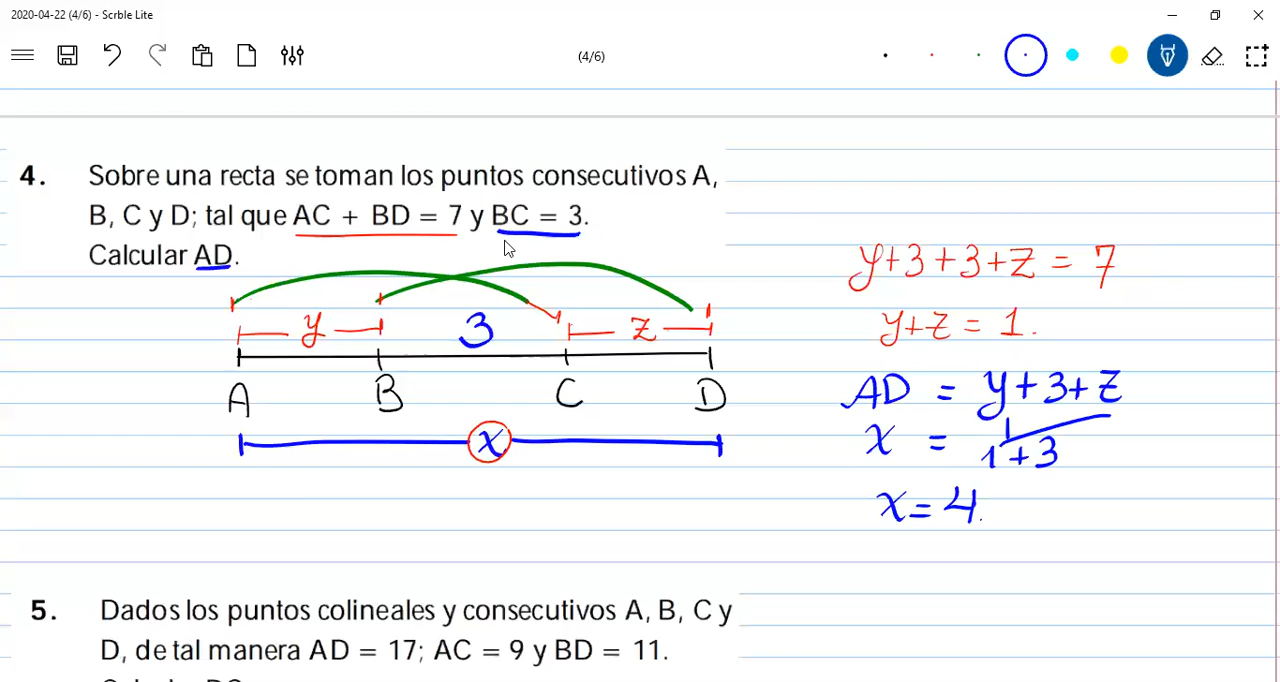 2020-04-22 (4/6) - Scrble Lite
(4/6)
4. Sobre una recta se toman los puntos consecutivos A,
B, C y D; tal que AC + BD = 7 y BC = 3.
Calcular AD.
y 3 z
A B C D
x
y+3+3+z = 7
y+z = 1.
AD = y+3+z
x = 1+3
x = 4.
5. Dados los puntos colineales y consecutivos A, B, C y
D, de tal manera AD = 17; AC = 9 y BD = 11.